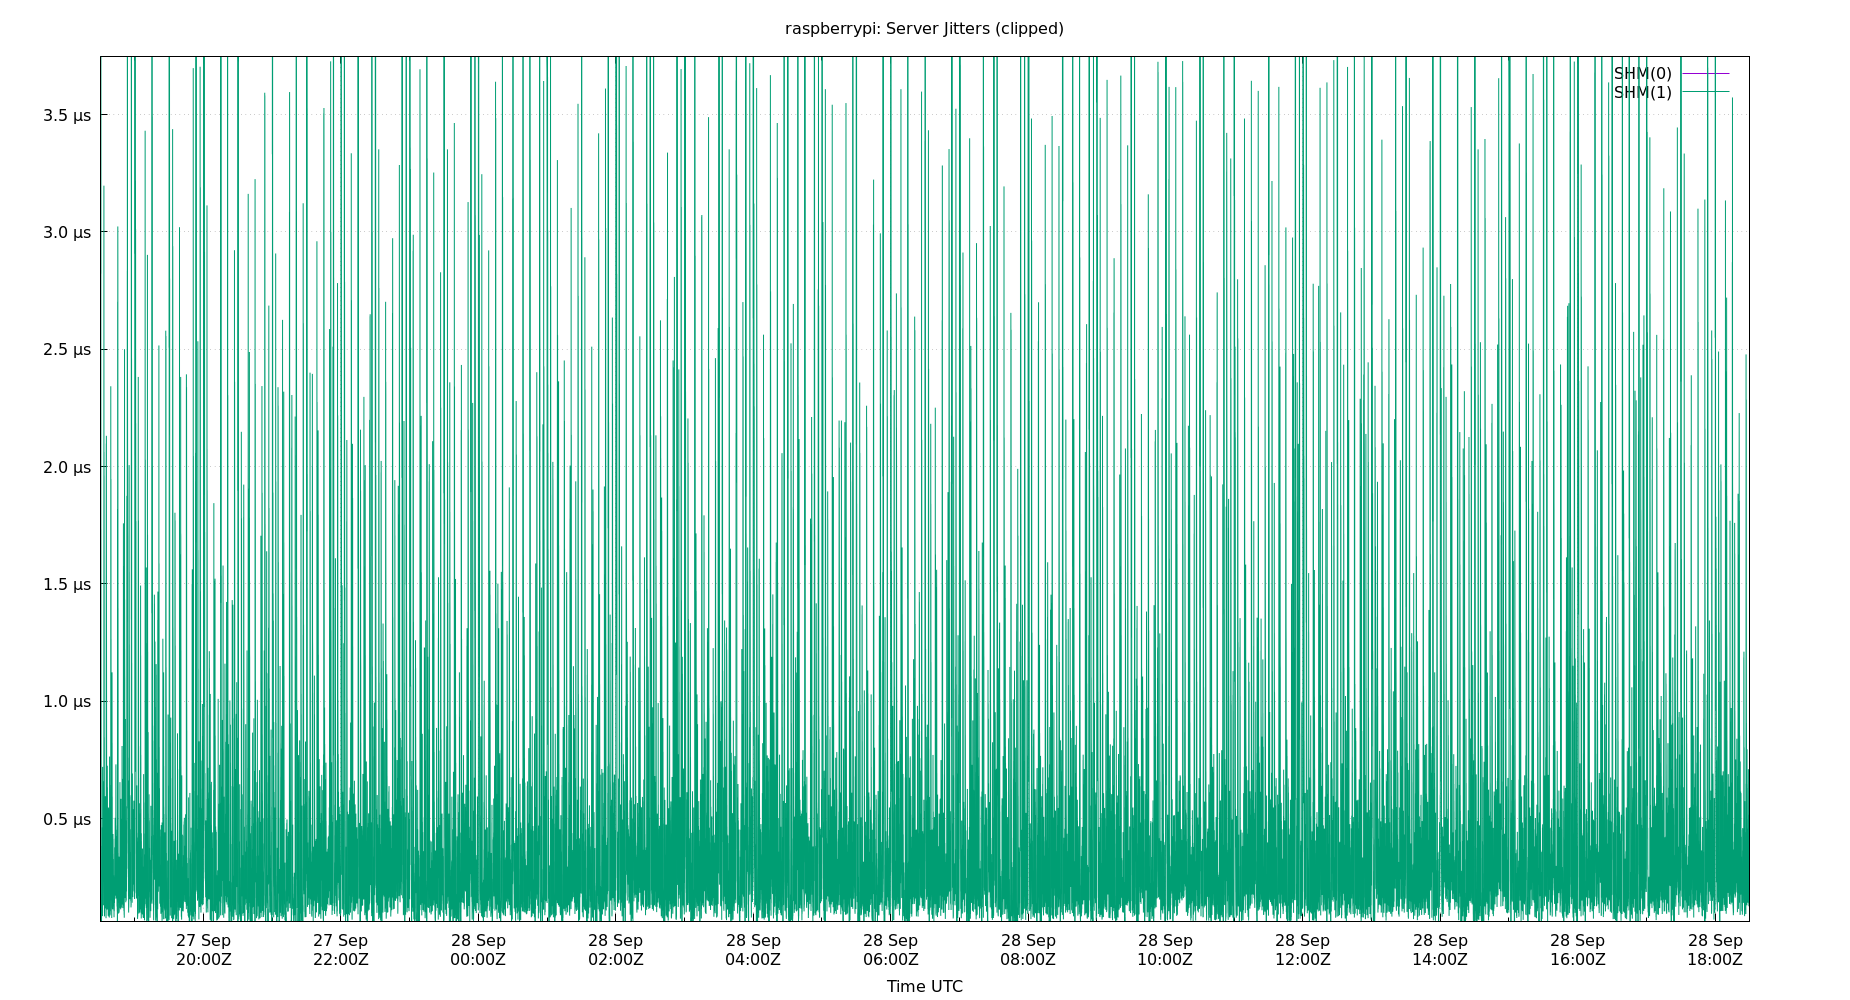 raspberrypi: Server Jitters (clipped)
SHM(0)
SHM(1)
3.5 µs
3.0 µs
2.5 µs
2.0 µs
1.5 µs
1.0 µs
0.5 µs
27 Sep 27 Sep 28 Sep 28 Sep 28 Sep 28 Sep 28 Sep 28 Sep 28 Sep 28 Sep 28 Sep 28 Sep
20:00Z 22:00Z 00:00Z 02:00Z 04:00Z 06:00Z 08:00Z 10:00Z 12:00Z 14:00Z 16:00Z 18:00Z
Time UTC